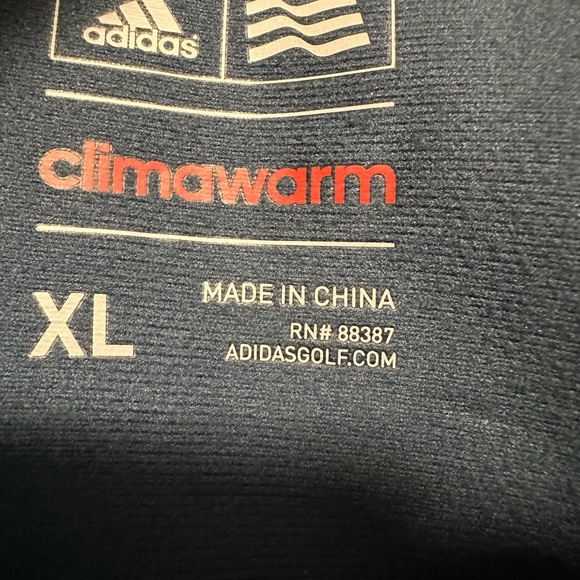 adidas
climawarm
XL
MADE IN CHINA
RN# 88387
ADIDASGOLF.COM